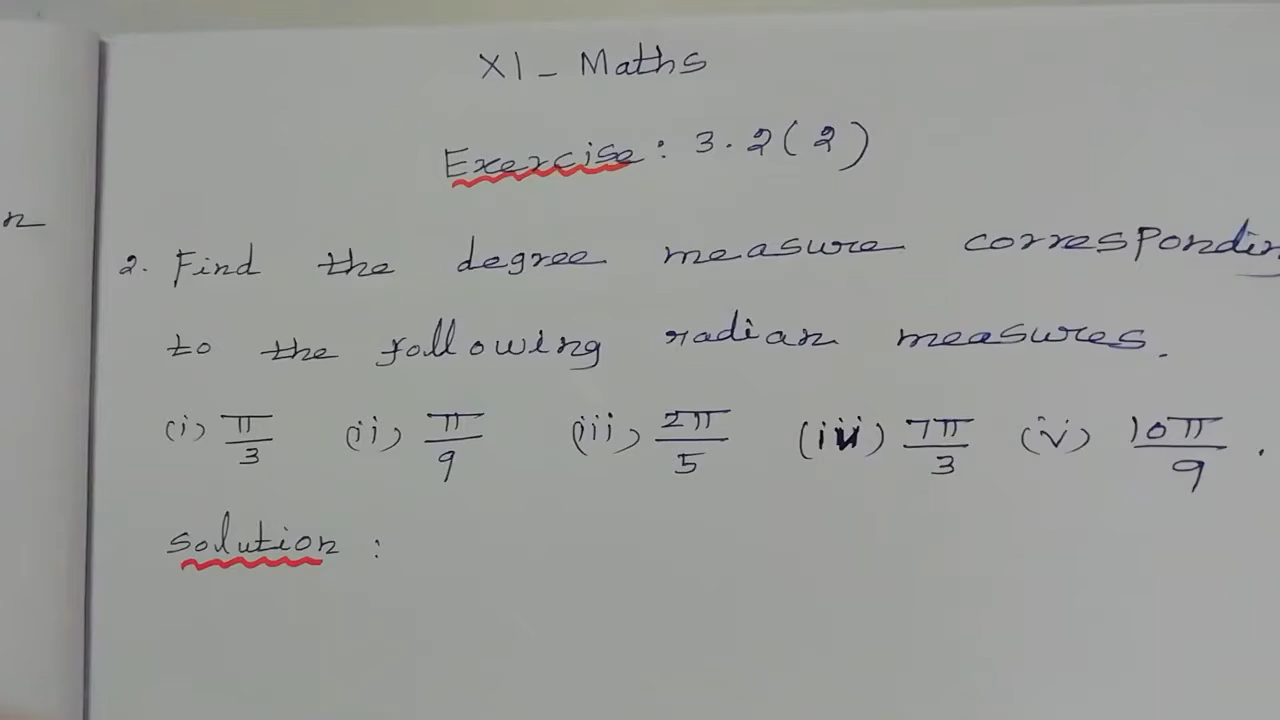 n
XI - Maths
Exercise: 3.2(2)
2. Find the degree measure correspondin
to the following radian measures.
(i) π/3 (ii) π/9 (iii) 2π/5 (iv) 7π/3 (v) 10π/9 .
Solution :